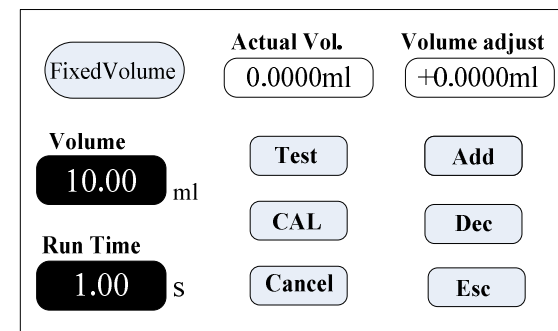 FixedVolume
Actual Vol.
0.0000ml
Volume adjust
+0.0000ml
Volume
10.00 ml
Run Time
1.00 S
Test
Add
CAL
Dec
Cancel
Esc